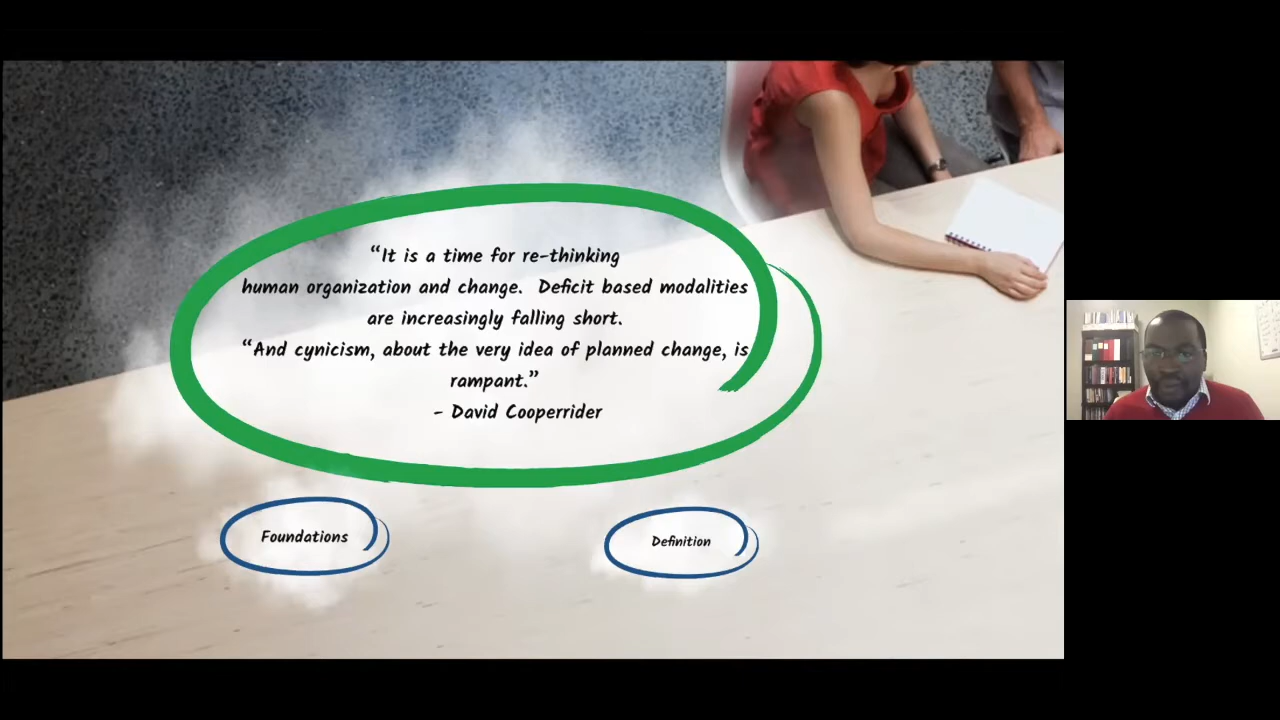 “It is a time for re-thinking
human organization and change. Deficit based modalities
are increasingly falling short.
“And cynicism, about the very idea of planned change, is
rampant.”
- David Cooperrider
Foundations
Definition